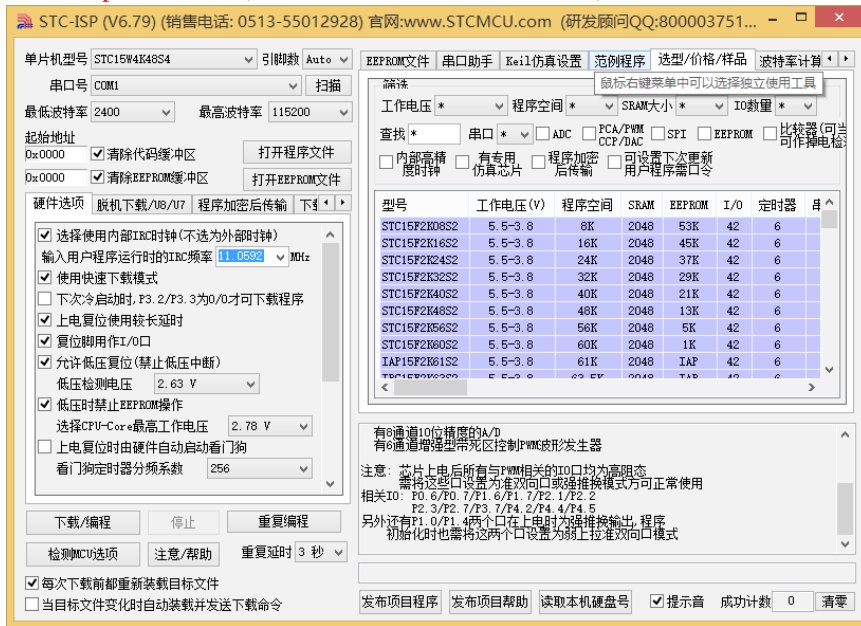 STC-ISP (V6.79) (销售电话: 0513-55012928) 官网:www.STCMCU.com (研发顾问QQ:800003751...
单片机型号 STC15W4K48S4 引脚数 Auto
串口号 COM1 扫描
最低波特率 2400 最高波特率 115200
起始地址
0x0000 清除代码缓冲区 打开程序文件
0x0000 清除EEPROM缓冲区 打开EEPROM文件
硬件选项 脱机下载/U8/U7 程序加密后传输
选择使用内部IRC时钟(不选为外部时钟)
输入用户程序运行时的IRC频率 11.0592 MHz
使用快速下载模式
下次冷启动时,P3.2/P3.3为0/0才可下载程序
上电复位使用较长延时
复位脚用作I/O口
允许低压复位(禁止低压中断)
低压检测电压 2.63 V
低压时禁止EEPROM操作
选择CPU-Core最高工作电压 2.78 V
上电复位时由硬件自动启动看门狗
看门狗定时器分频系数 256
下载/编程 停止 重复编程
检测MCU选项 注意/帮助 重复延时 3 秒
每次下载前都重新装载目标文件
当目标文件变化时自动装载并发送下载命令
EEPROM文件 串口助手 Keil仿真设置 范例程序 选型/价格/样品 波特率计算
鼠标右键菜单中可以选择独立使用工具
筛选
工作电压 * 程序空间 * SRAM大小 * IO数量 *
查找 * 串口 * ADC PCA/PWM CCP/DAC SPI EEPROM 比较器(可当 可作掉电检
内部高精度时钟 有专用仿真芯片 程序加密后传输 可设置下次更新用户程序需口令
型号 工作电压(V) 程序空间 SRAM EEPROM I/O 定时器
STC15F2K08S2 5.5-3.8 8K 2048 53K 42 6
STC15F2K16S2 5.5-3.8 16K 2048 45K 42 6
STC15F2K24S2 5.5-3.8 24K 2048 37K 42 6
STC15F2K32S2 5.5-3.8 32K 2048 29K 42 6
STC15F2K40S2 5.5-3.8 40K 2048 21K 42 6
STC15F2K48S2 5.5-3.8 48K 2048 13K 42 6
STC15F2K56S2 5.5-3.8 56K 2048 5K 42 6
STC15F2K60S2 5.5-3.8 60K 2048 1K 42 6
IAP15F2K61S2 5.5-3.8 61K 2048 IAP 42 6
有8通道10位精度的A/D
有6通道增强型带死区控制PWM波形发生器
注意: 芯片上电后所有与PWM相关的IO口均为高阻态
需将这些口设置为准双向口或强推挽模式方可正常使用
相关IO: P0.6/P0.7/P1.6/P1.7/P2.1/P2.2
P2.3/P2.7/P3.7/P4.2/P4.4/P4.5
另外还有P1.0/P1.4两个口在上电时为强推挽输出,程序
初始化时也需将这两个口设置为弱上拉准双向口模式
发布项目程序 发布项目帮助 读取本机硬盘号 提示音 成功计数 0 清零